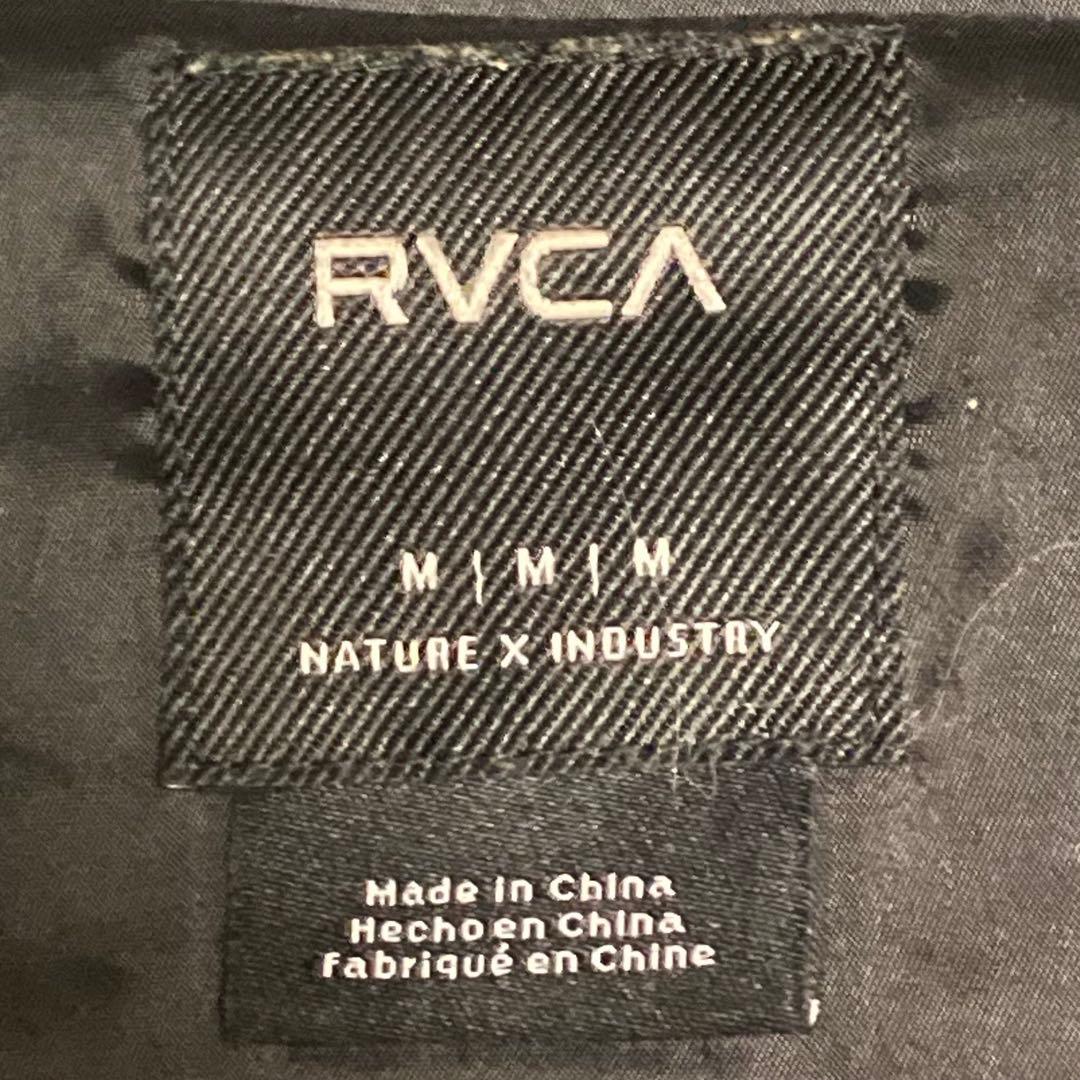 RVCA
M | M | M
NATURE X INDUSTRY
Made in China
Hecho en China
Fabriqué en Chine